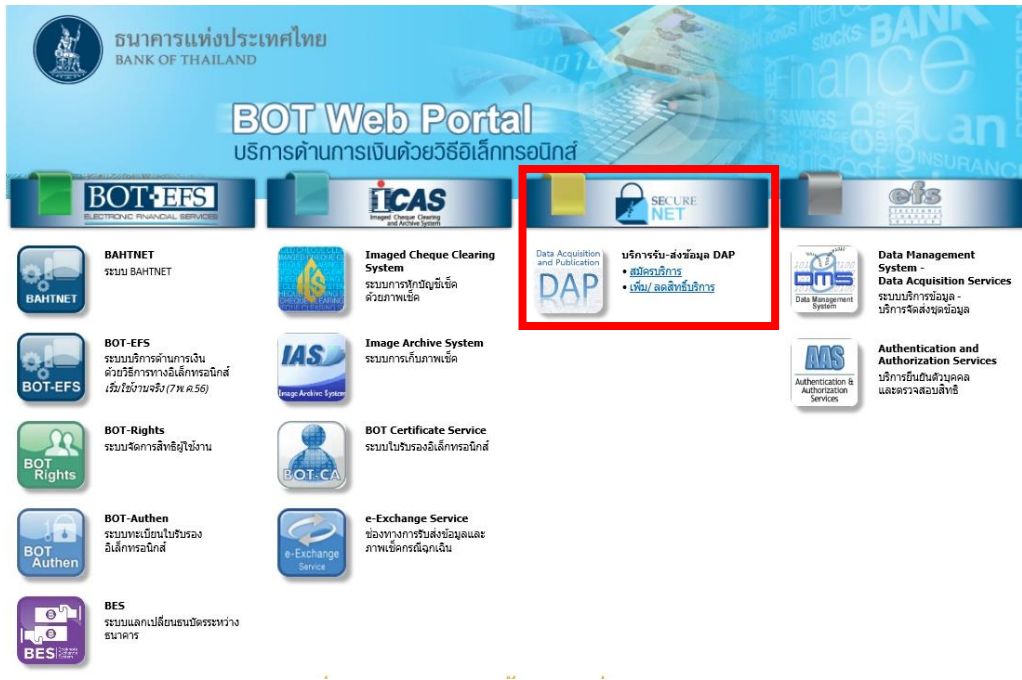 ธนาคารแห่งประเทศไทย
BANK OF THAILAND
BOT Web Portal
บริการด้านการเงินด้วยวิธีอิเล็กทรอนิกส์
stocks BANK
Finance
SAVINGS
INSURANCE
BOT•EFS
ELECTRONIC FINANCIAL SERVICES
BAHTNET
BAHTNET
ระบบ BAHTNET
BOT-EFS
BOT-EFS
ระบบบริการด้านการเงิน
ด้วยวิธีการทางอิเล็กทรอนิกส์
เริ่มใช้งานจริง (7 พ.ค.56)
BOT
Rights
BOT-Rights
ระบบจัดการสิทธิผู้ใช้งาน
BOT
Authen
BOT-Authen
ระบบทะเบียนใบรับรอง
อิเล็กทรอนิกส์
BES
BES
ระบบแลกเปลี่ยนธนบัตรระหว่าง
ธนาคาร
ICAS
Imaged Cheque Clearing
and Archive System
Imaged Cheque Clearing
System
ระบบการหักบัญชีเช็ค
ด้วยภาพเช็ค
IAS
Image Archive System
Image Archive System
ระบบการเก็บภาพเช็ค
BOT-CA
BOT Certificate Service
ระบบใบรับรองอิเล็กทรอนิกส์
e-Exchange
Service
e-Exchange Service
ช่องทางการรับส่งข้อมูลและ
ภาพเช็คกรณีฉุกเฉิน
SECURE
NET
Data Acquisition
and Publication
DAP
บริการรับ-ส่งข้อมูล DAP
• สมัครบริการ
• เพิ่ม/ ลดสิทธิ์บริการ
efs
ELECTRONIC
FINANCIAL
SERVICES
DMS
Data Management
System
Data Management
System -
Data Acquisition Services
ระบบบริการข้อมูล -
บริการจัดส่งชุดข้อมูล
AAS
Authentication &
Authorization
Services
Authentication and
Authorization Services
บริการยืนยันตัวบุคคล
และตรวจสอบสิทธิ